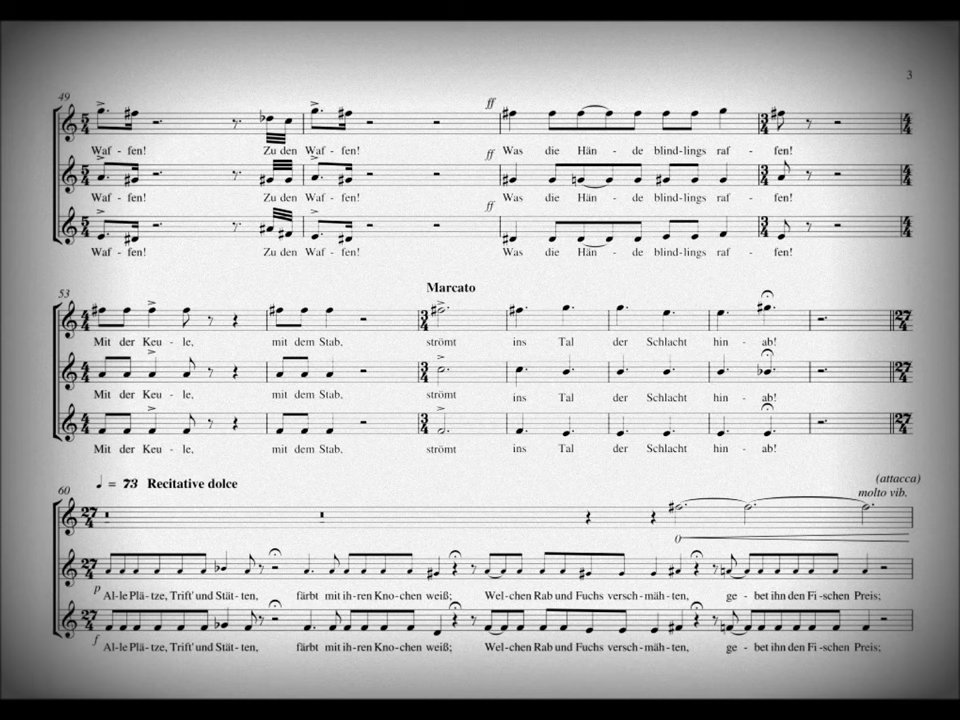 3
49
ff
Waf - fen! Zu den Waf - fen! Was die Hän - de blind-lings raf - fen!
ff
Waf - fen! Zu den Waf - fen! Was die Hän - de blind-lings raf - fen!
ff
Waf - fen! Zu den Waf - fen! Was die Hän - de blind-lings raf - fen!
Marcato
53
Mit der Keu - le, mit dem Stab, strömt ins Tal der Schlacht hin - ab!
Mit der Keu - le, mit dem Stab, strömt ins Tal der Schlacht hin - ab!
Mit der Keu - le, mit dem Stab, strömt ins Tal der Schlacht hin - ab!
(attacca)
♩ = 73 Recitative dolce
molto vib.
60
0
p
Al-le Plä-tze, Trift' und Stät - ten, färbt mit ih-ren Kno-chen weiß; Wel-chen Rab und Fuchs versch-mäh-ten, ge - bet ihn den Fi-schen Preis;
f
Al-le Plä-tze, Trift' und Stät - ten, färbt mit ih-ren Kno-chen weiß; Wel-chen Rab und Fuchs versch-mäh-ten, ge - bet ihn den Fi-schen Preis;